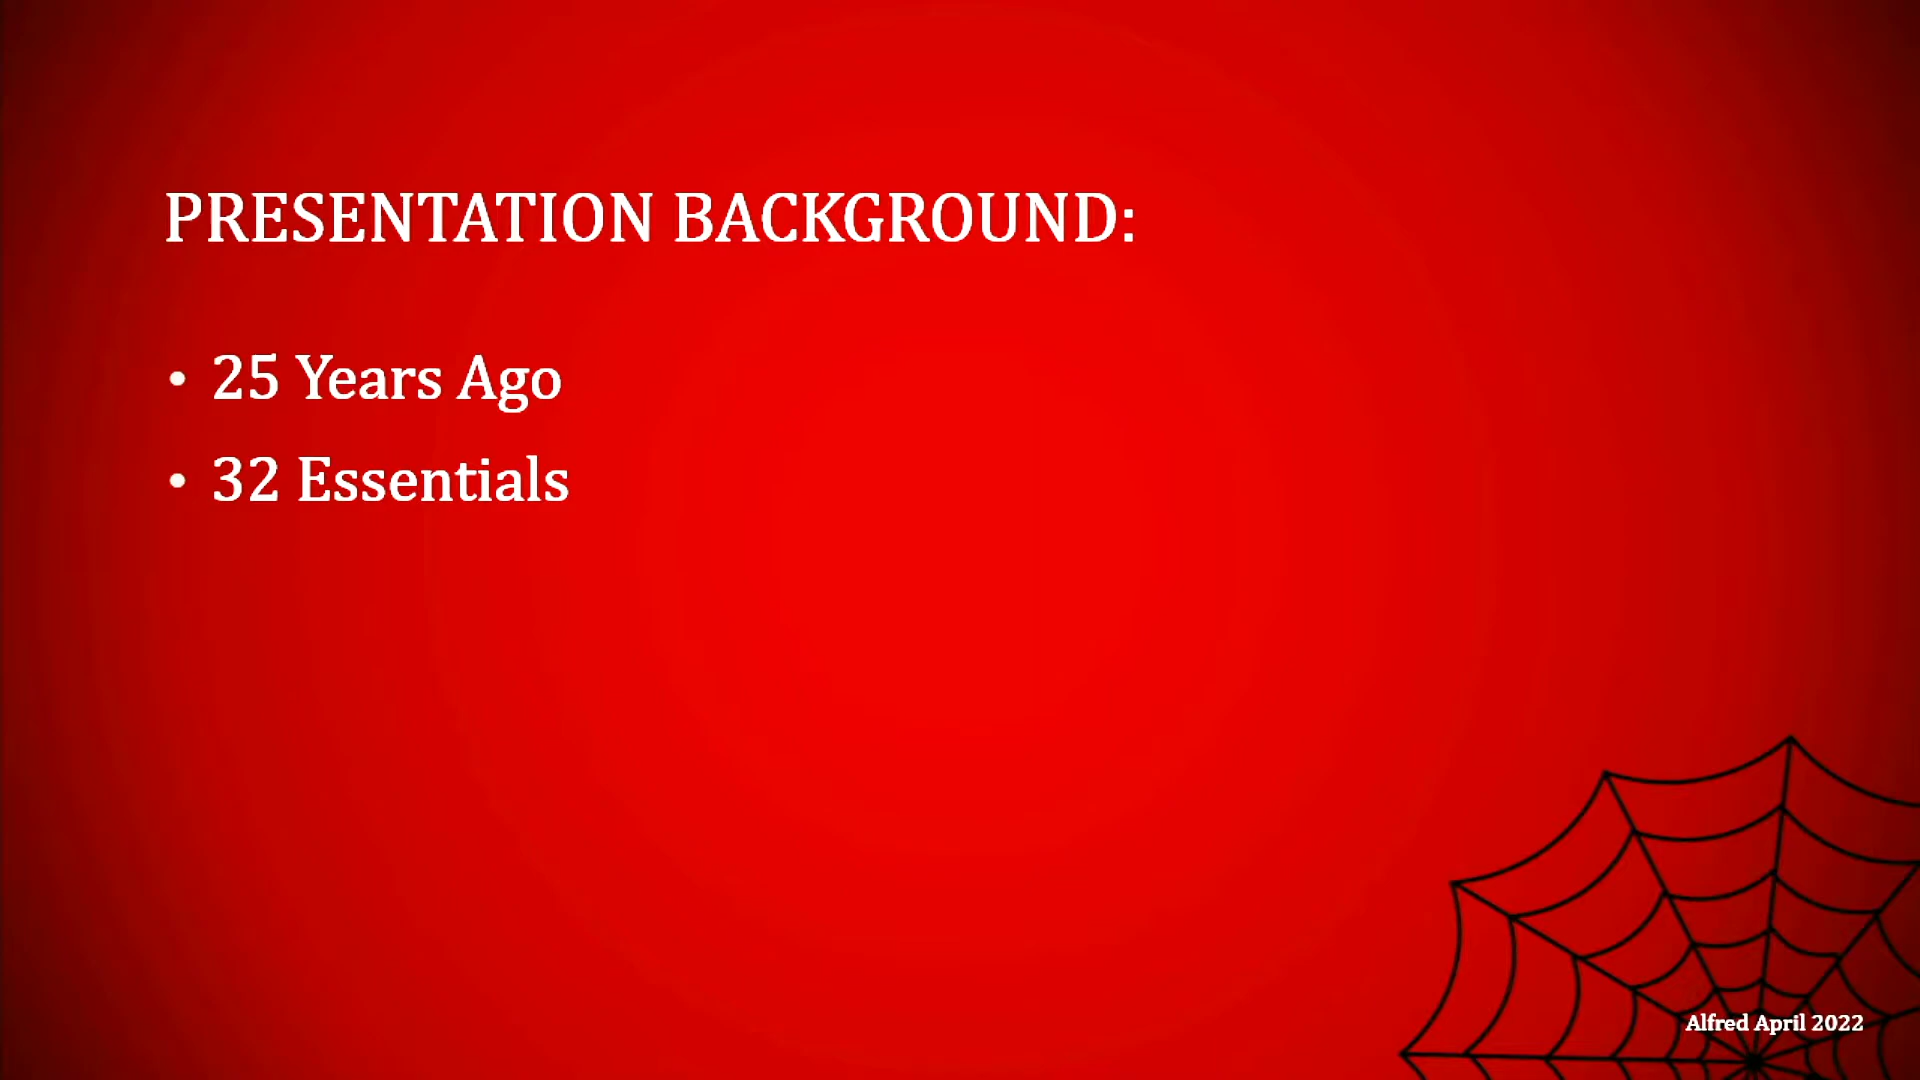 PRESENTATION BACKGROUND:
• 25 Years Ago
• 32 Essentials
Alfred April 2022